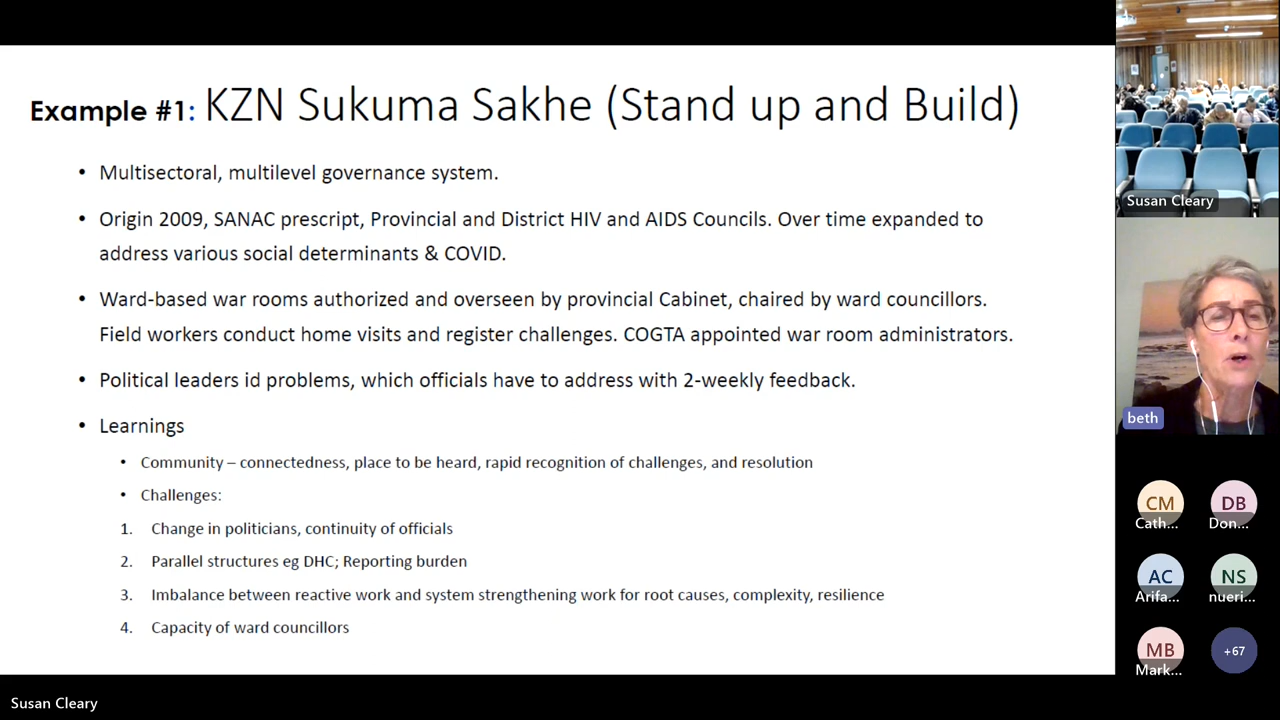 Example #1: KZN Sukuma Sakhe (Stand up and Build)
• Multisectoral, multilevel governance system.
• Origin 2009, SANAC prescript, Provincial and District HIV and AIDS Councils. Over time expanded to
address various social determinants & COVID.
• Ward-based war rooms authorized and overseen by provincial Cabinet, chaired by ward councillors.
Field workers conduct home visits and register challenges. COGTA appointed war room administrators.
• Political leaders id problems, which officials have to address with 2-weekly feedback.
• Learnings
• Community – connectedness, place to be heard, rapid recognition of challenges, and resolution
• Challenges:
1. Change in politicians, continuity of officials
2. Parallel structures eg DHC; Reporting burden
3. Imbalance between reactive work and system strengthening work for root causes, complexity, resilience
4. Capacity of ward councillors
Susan Cleary
beth
CM
Cath...
DB
Don...
AC
Arifa...
NS
nueri...
MB
Mark...
+67
Susan Cleary